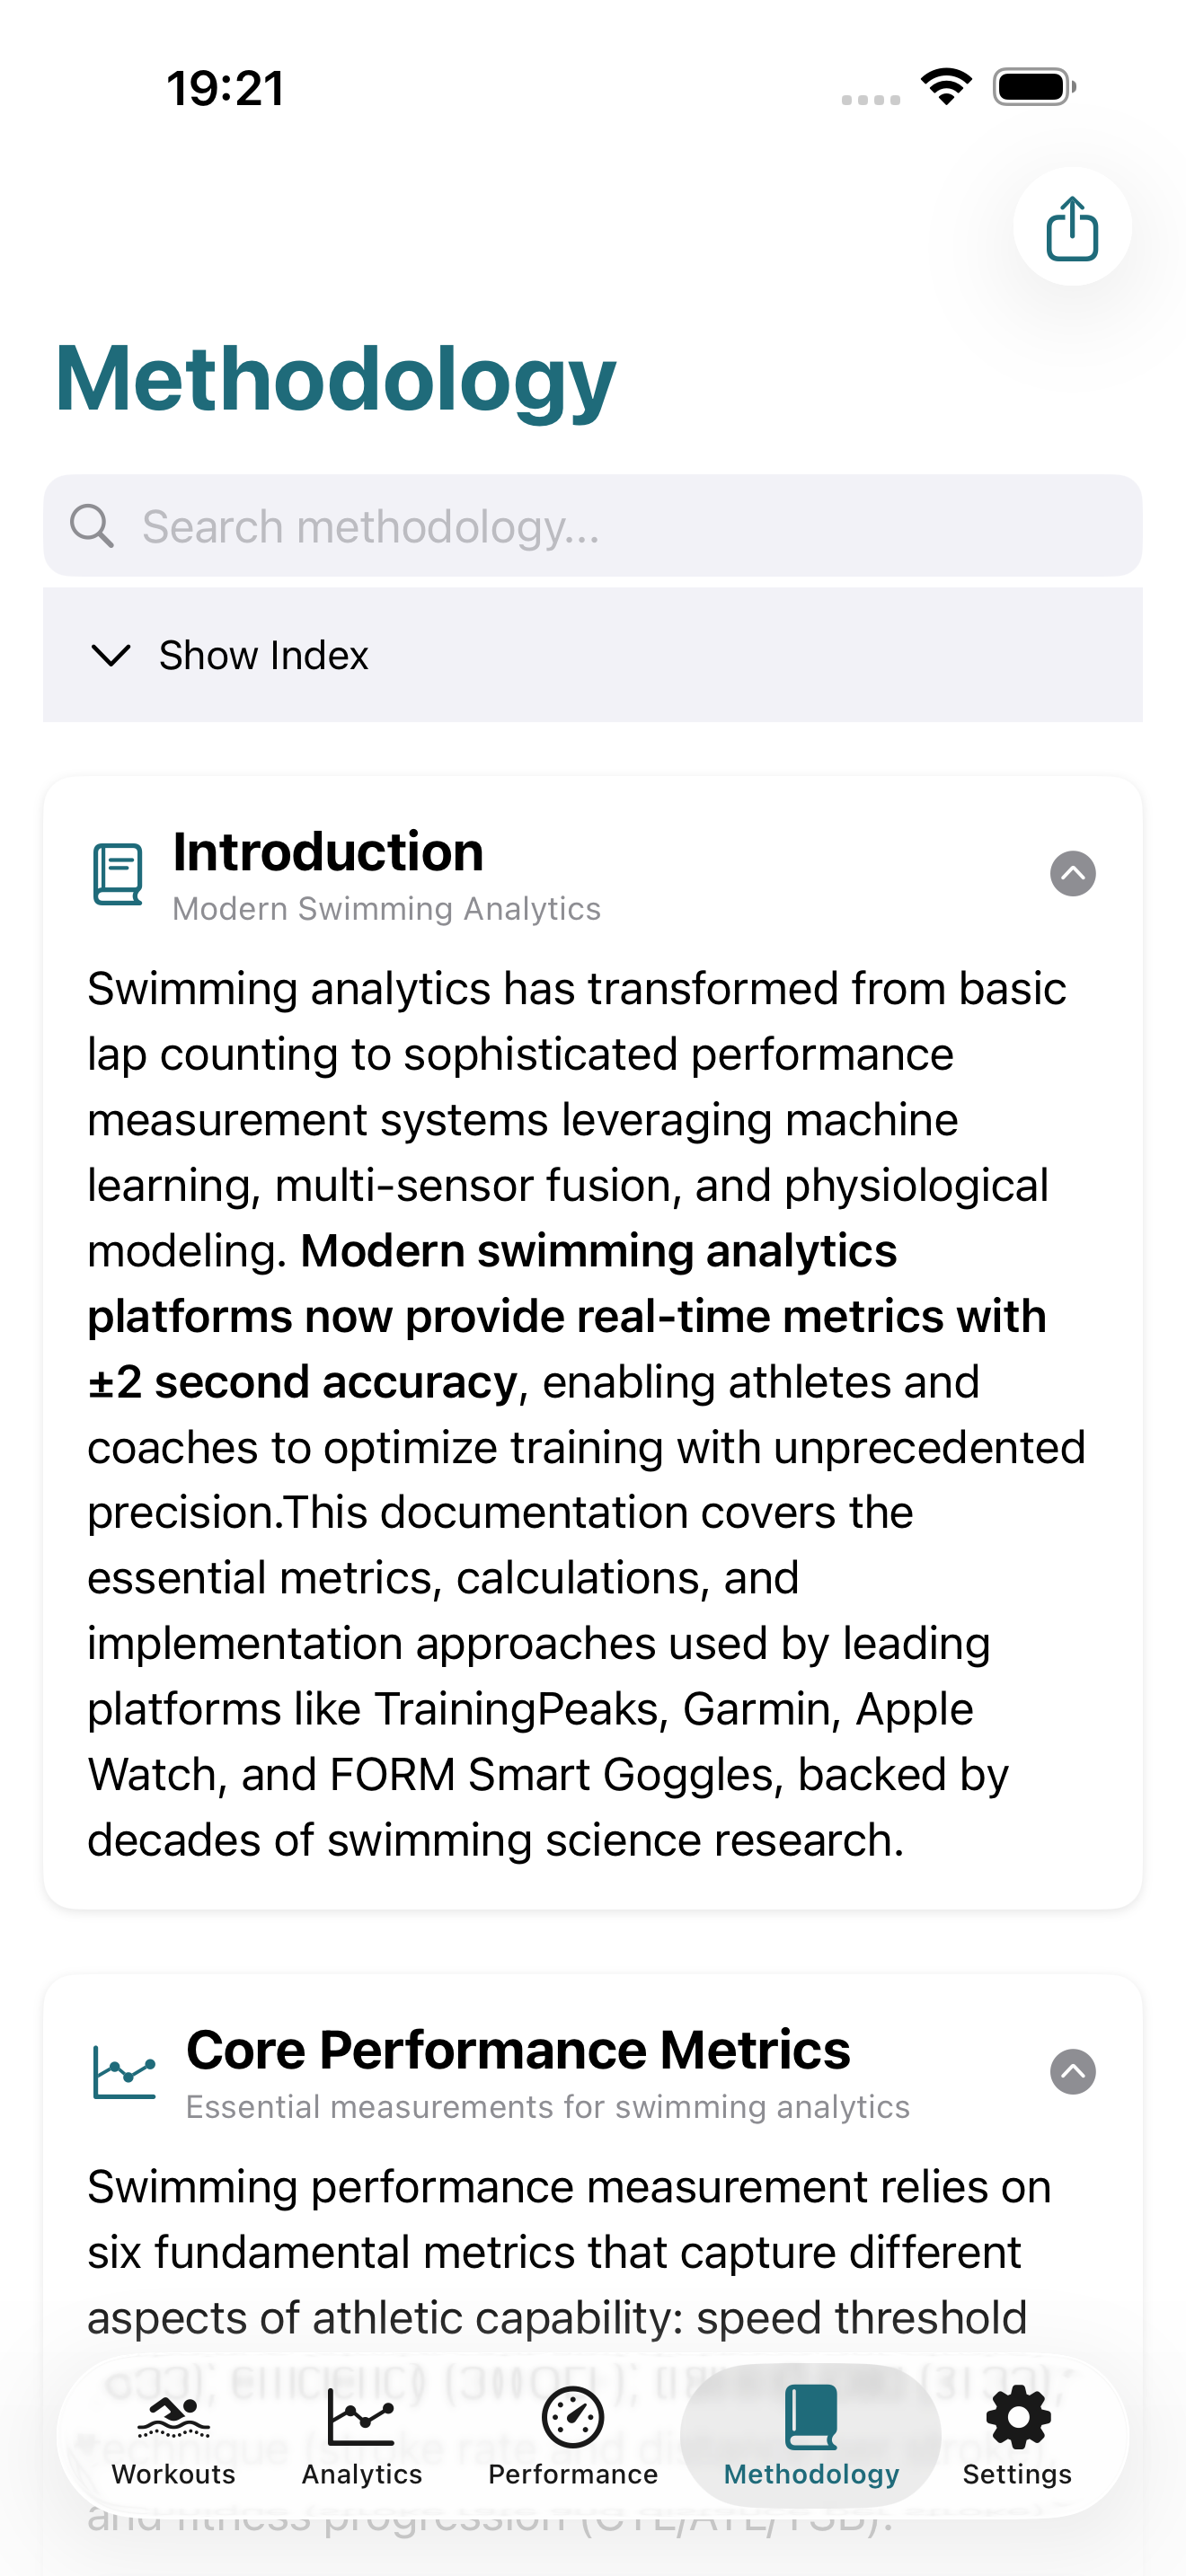 19:21
Methodology
Search methodology...
Show Index
Introduction
Modern Swimming Analytics
Swimming analytics has transformed from basic
lap counting to sophisticated performance
measurement systems leveraging machine
learning, multi-sensor fusion, and physiological
modeling. Modern swimming analytics
platforms now provide real-time metrics with
±2 second accuracy, enabling athletes and
coaches to optimize training with unprecedented
precision.This documentation covers the
essential metrics, calculations, and
implementation approaches used by leading
platforms like TrainingPeaks, Garmin, Apple
Watch, and FORM Smart Goggles, backed by
decades of swimming science research.
Core Performance Metrics
Essential measurements for swimming analytics
Swimming performance measurement relies on
six fundamental metrics that capture different
aspects of athletic capability: speed threshold
and fitness progression (CTL/ATL/TSB).
Workouts
Analytics
Performance
Methodology
Settings